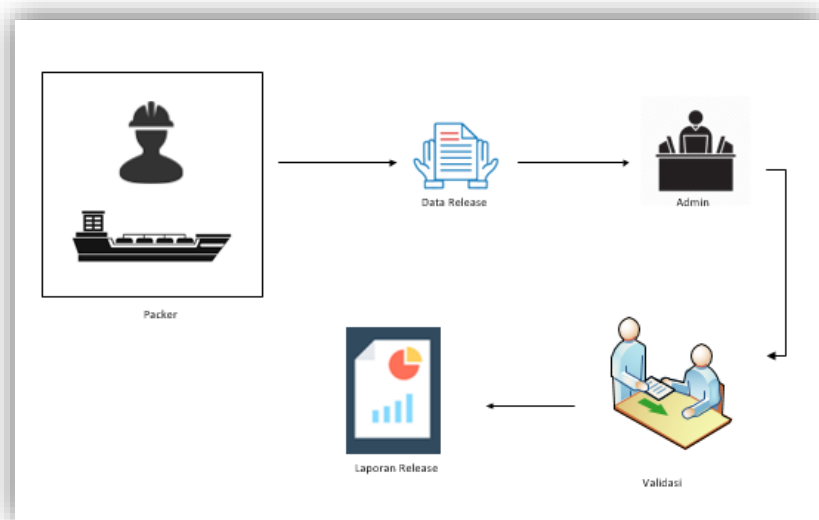 Data Release
Admin
Packer
Laporan Release
Validasi